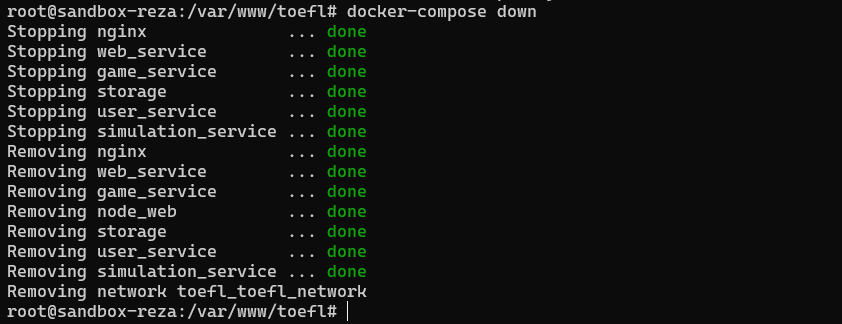 root@sandbox-reza:/var/www/toefl# docker-compose down
Stopping nginx              ... done
Stopping web_service        ... done
Stopping game_service       ... done
Stopping storage            ... done
Stopping user_service       ... done
Stopping simulation_service ... done
Removing nginx              ... done
Removing web_service        ... done
Removing game_service       ... done
Removing node_web           ... done
Removing storage            ... done
Removing user_service       ... done
Removing simulation_service ... done
Removing network toefl_toefl_network
root@sandbox-reza:/var/www/toefl#